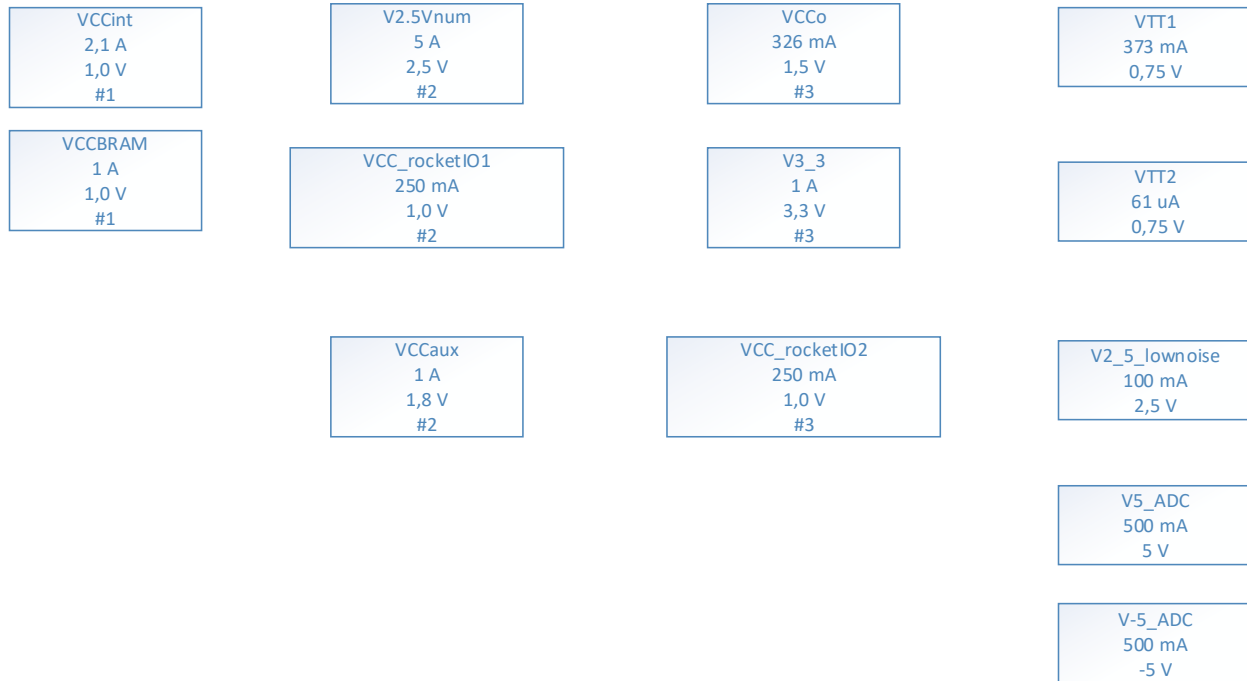 VCCint
2,1 A
1,0 V
#1
VCCBRAM
1 A
1,0 V
#1
V2.5Vnum
5 A
2,5 V
#2
VCC_rocketIO1
250 mA
1,0 V
#2
VCCaux
1 A
1,8 V
#2
VCCo
326 mA
1,5 V
#3
V3_3
1 A
3,3 V
#3
VCC_rocketIO2
250 mA
1,0 V
#3
VTT1
373 mA
0,75 V
VTT2
61 uA
0,75 V
V2_5_lownoise
100 mA
2,5 V
V5_ADC
500 mA
5 V
V-5_ADC
500 mA
-5 V